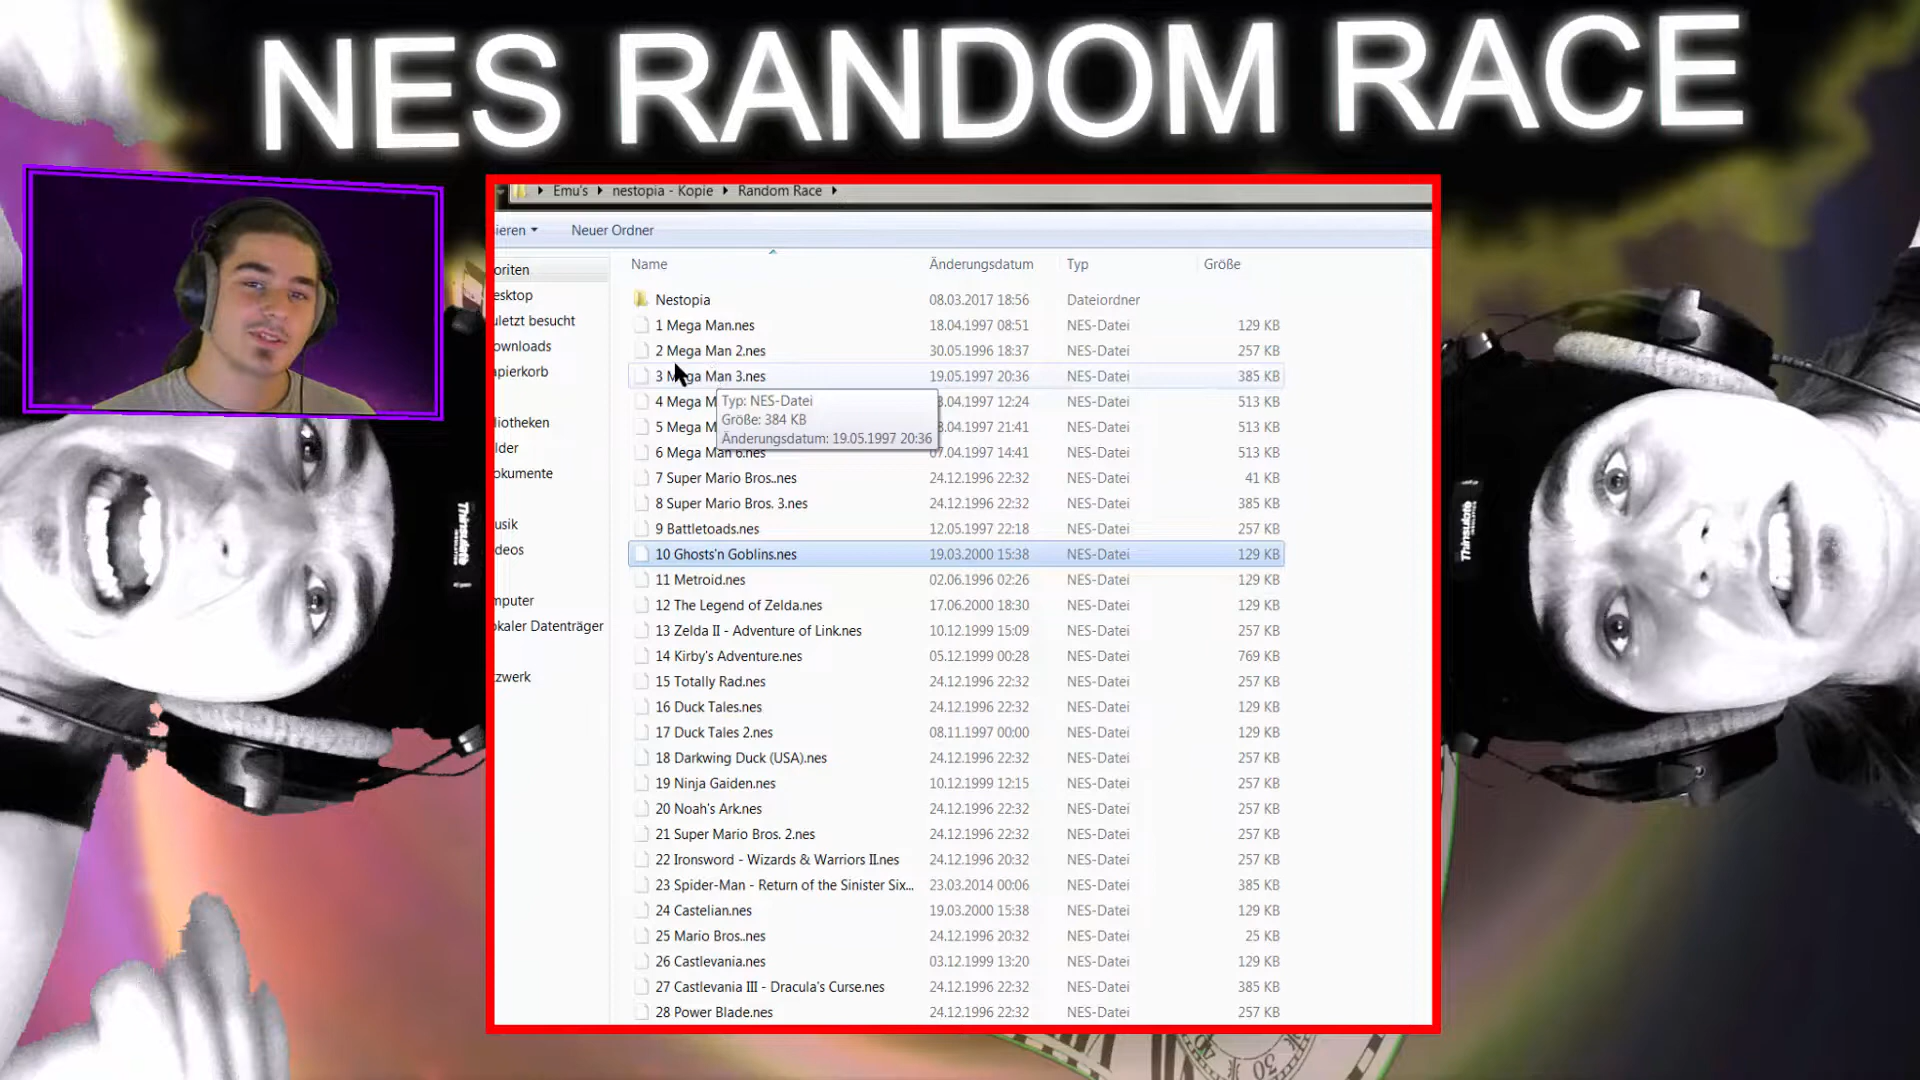 NES RANDOM RACE
Emu's nestopia - Kopie Random Race
ieren Neuer Ordner
oriten
esktop
uletzt besucht
ownloads
apierkorb
liotheken
lder
okumente
usik
deos
mputer
okaler Datenträger
zwerk
Name Änderungsdatum Typ Größe
Nestopia 08.03.2017 18:56 Dateiordner
1 Mega Man.nes 18.04.1997 08:51 NES-Datei 129 KB
2 Mega Man 2.nes 30.05.1996 18:37 NES-Datei 257 KB
3 Mega Man 3.nes 19.05.1997 20:36 NES-Datei 385 KB
4 Mega M 8.04.1997 12:24 NES-Datei 513 KB
5 Mega M 8.04.1997 21:41 NES-Datei 513 KB
6 Mega Man 6.nes 07.04.1997 14:41 NES-Datei 513 KB
Typ: NES-Datei
Größe: 384 KB
Änderungsdatum: 19.05.1997 20:36
7 Super Mario Bros..nes 24.12.1996 22:32 NES-Datei 41 KB
8 Super Mario Bros. 3.nes 24.12.1996 22:32 NES-Datei 385 KB
9 Battletoads.nes 12.05.1997 22:18 NES-Datei 257 KB
10 Ghosts'n Goblins.nes 19.03.2000 15:38 NES-Datei 129 KB
11 Metroid.nes 02.06.1996 02:26 NES-Datei 129 KB
12 The Legend of Zelda.nes 17.06.2000 18:30 NES-Datei 129 KB
13 Zelda II - Adventure of Link.nes 10.12.1999 15:09 NES-Datei 257 KB
14 Kirby's Adventure.nes 05.12.1999 00:28 NES-Datei 769 KB
15 Totally Rad.nes 24.12.1996 22:32 NES-Datei 257 KB
16 Duck Tales.nes 24.12.1996 22:32 NES-Datei 129 KB
17 Duck Tales 2.nes 08.11.1997 00:00 NES-Datei 129 KB
18 Darkwing Duck (USA).nes 24.12.1996 22:32 NES-Datei 257 KB
19 Ninja Gaiden.nes 10.12.1999 12:15 NES-Datei 257 KB
20 Noah's Ark.nes 24.12.1996 22:32 NES-Datei 257 KB
21 Super Mario Bros. 2.nes 24.12.1996 22:32 NES-Datei 257 KB
22 Ironsword - Wizards & Warriors II.nes 24.12.1996 20:32 NES-Datei 257 KB
23 Spider-Man - Return of the Sinister Six... 23.03.2014 00:06 NES-Datei 385 KB
24 Castelian.nes 19.03.2000 15:38 NES-Datei 129 KB
25 Mario Bros..nes 24.12.1996 20:32 NES-Datei 25 KB
26 Castlevania.nes 03.12.1999 13:20 NES-Datei 129 KB
27 Castlevania III - Dracula's Curse.nes 24.12.1996 22:32 NES-Datei 385 KB
28 Power Blade.nes 24.12.1996 22:32 NES-Datei 257 KB
Thinsulate
Thinsulate
30